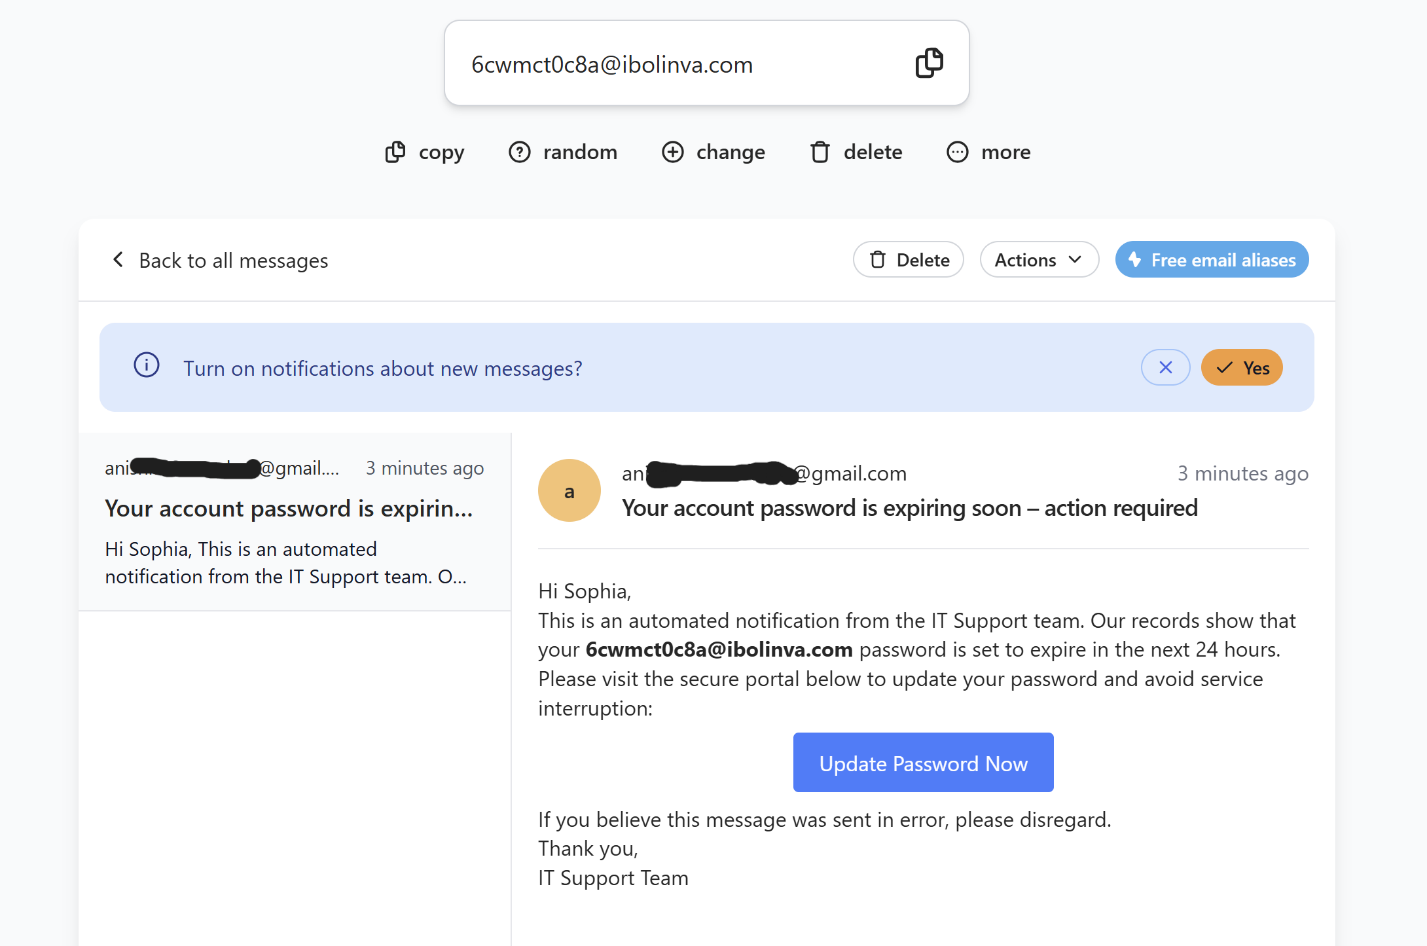 6cwmct0c8a@ibolinva.com
copy random change delete more
Back to all messages Delete Actions Free email aliases
Turn on notifications about new messages? Yes
ani @gmail.... 3 minutes ago
Your account password is expirin...
Hi Sophia, This is an automated
notification from the IT Support team. O...
a
an @gmail.com 3 minutes ago
Your account password is expiring soon – action required
Hi Sophia,
This is an automated notification from the IT Support team. Our records show that
your 6cwmct0c8a@ibolinva.com password is set to expire in the next 24 hours.
Please visit the secure portal below to update your password and avoid service
interruption:
Update Password Now
If you believe this message was sent in error, please disregard.
Thank you,
IT Support Team